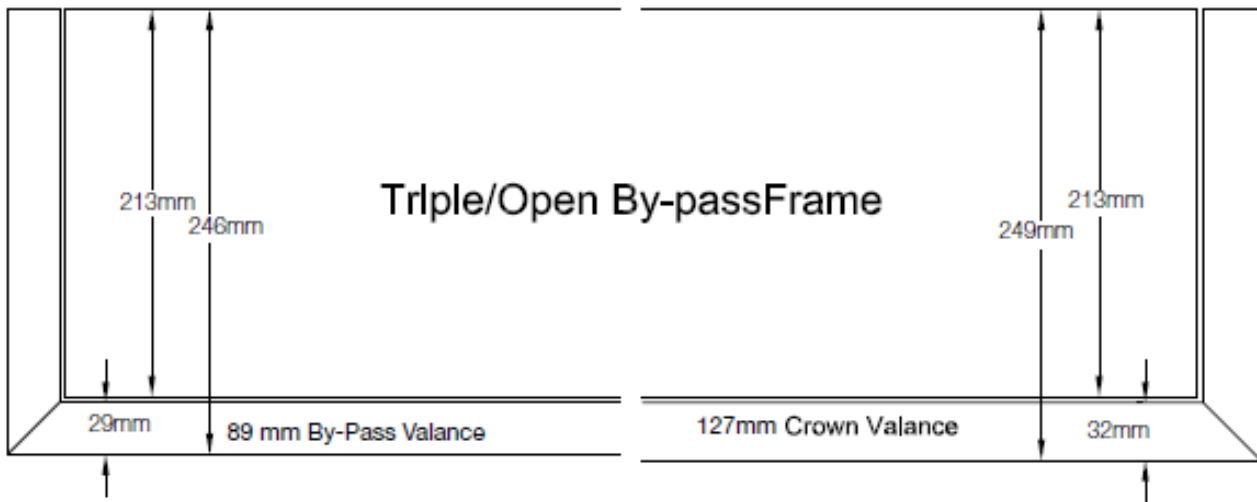 213mm
246mm
TrIple/Open By-passFrame
249mm
213mm
29mm
89 mm By-Pass Valance
127mm Crown Valance
32mm